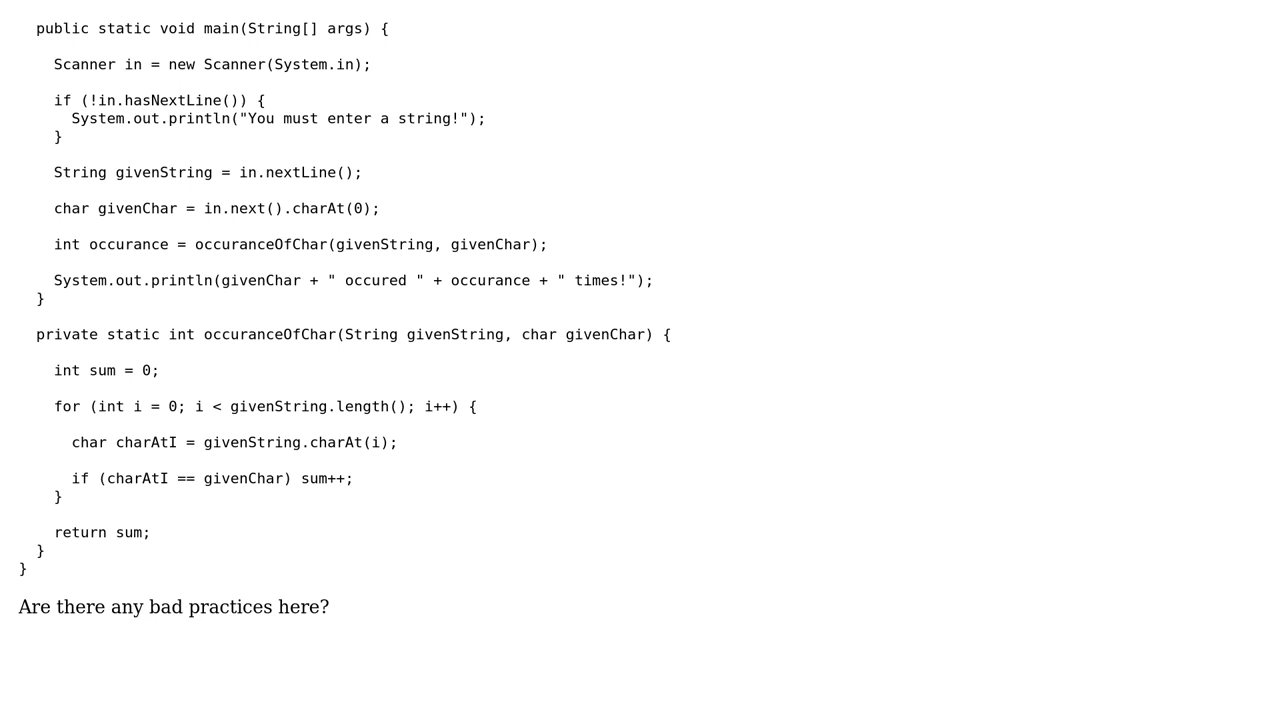 public static void main(String[] args) {
Scanner in = new Scanner(System.in);
if (!in.hasNextLine()) {
System.out.println("You must enter a string!");
}
String givenString = in.nextLine();
char givenChar = in.next().charAt(0);
int occurance = occuranceOfChar(givenString, givenChar);
System.out.println(givenChar + " occured " + occurance + " times!");
}
private static int occuranceOfChar(String givenString, char givenChar) {
int sum = 0;
for (int i = 0; i < givenString.length(); i++) {
char charAtI = givenString.charAt(i);
if (charAtI == givenChar) sum++;
}
return sum;
}
}
Are there any bad practices here?